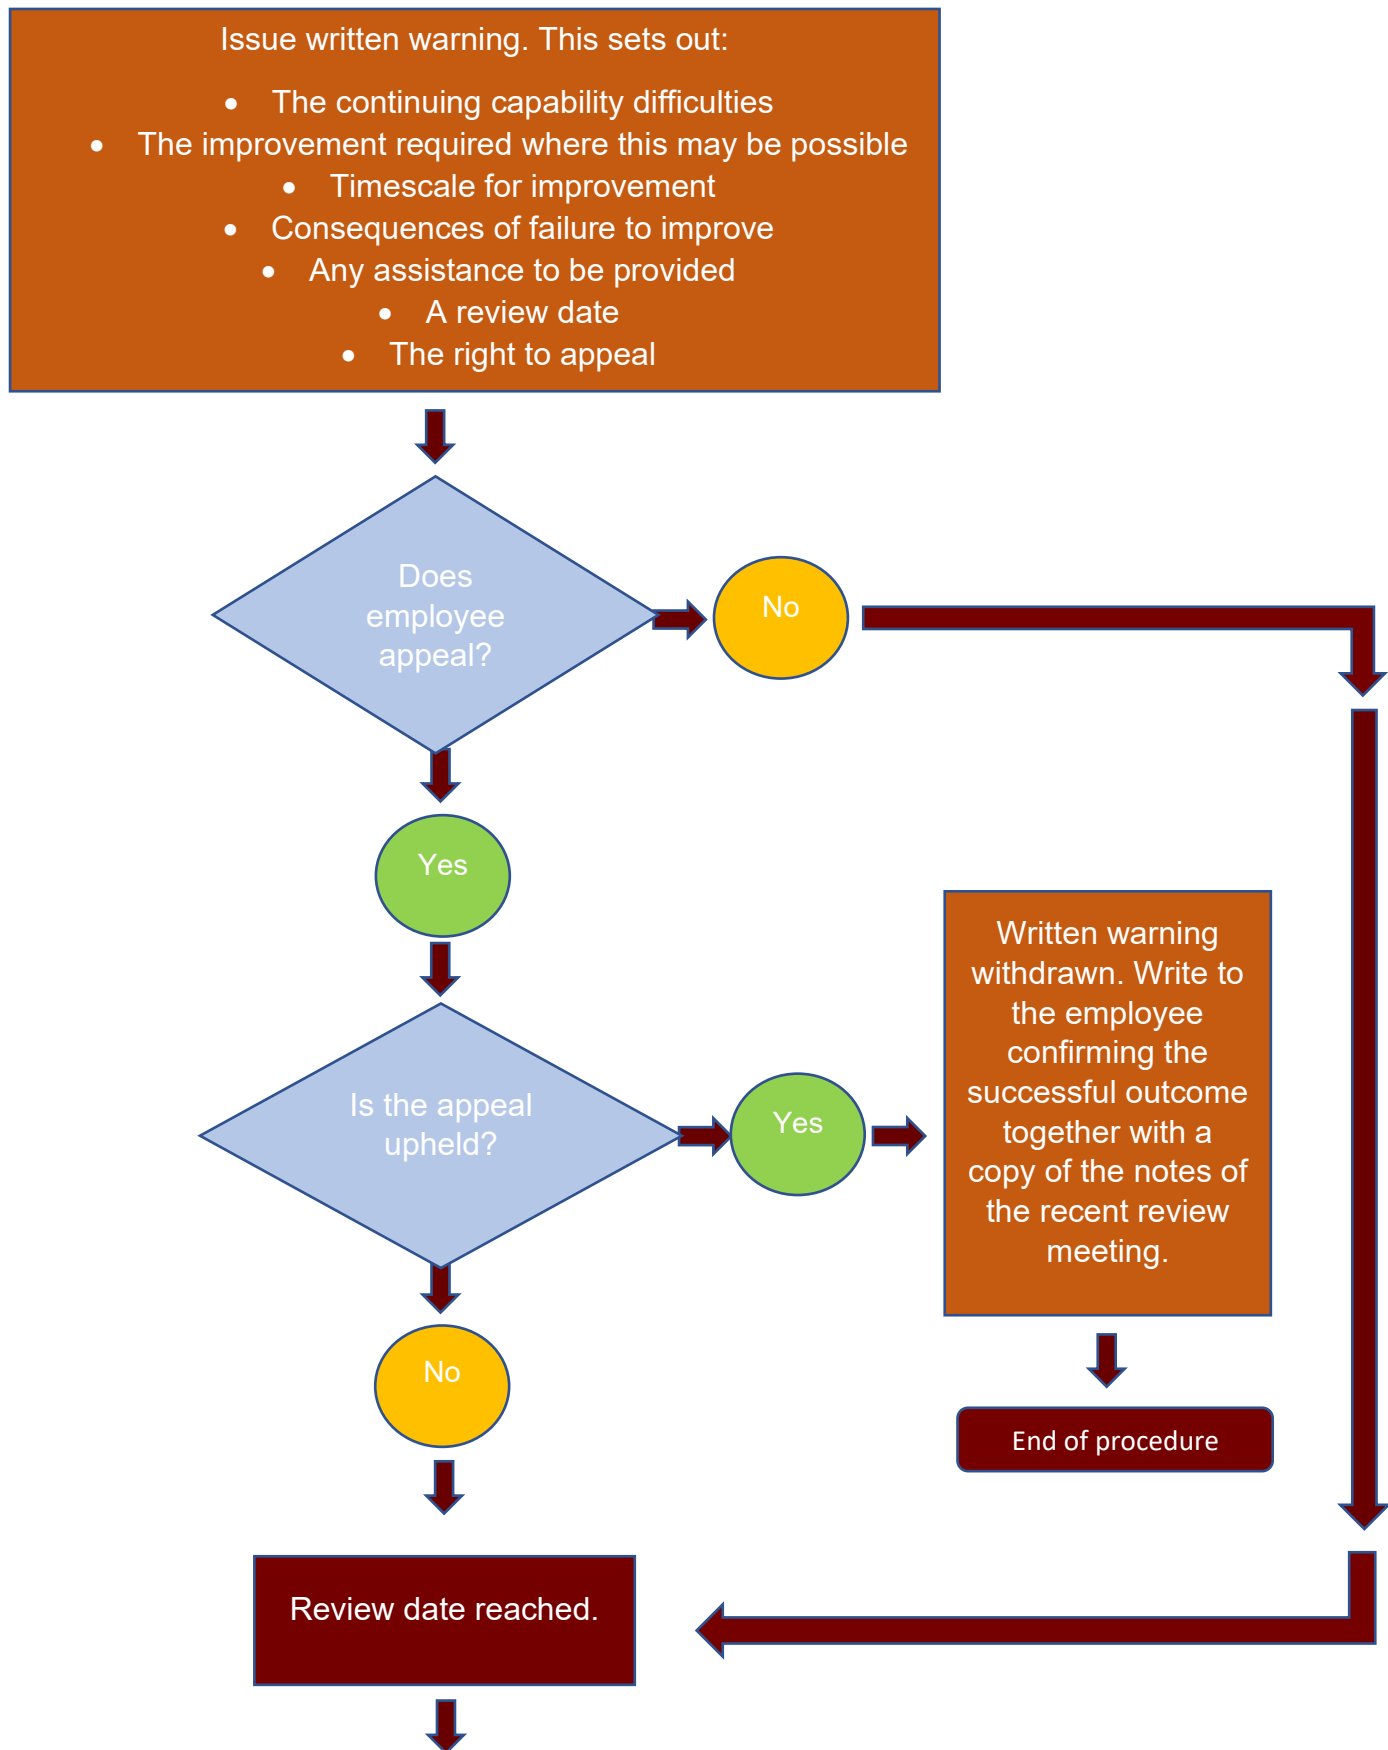 Issue written warning. This sets out:
• The continuing capability difficulties
• The improvement required where this may be possible
• Timescale for improvement
• Consequences of failure to improve
• Any assistance to be provided
• A review date
• The right to appeal
Does
employee
appeal?
No
Yes
Is the appeal
upheld?
Yes
Written warning
withdrawn. Write to
the employee
confirming the
successful outcome
together with a
copy of the notes of
the recent review
meeting.
No
End of procedure
Review date reached.